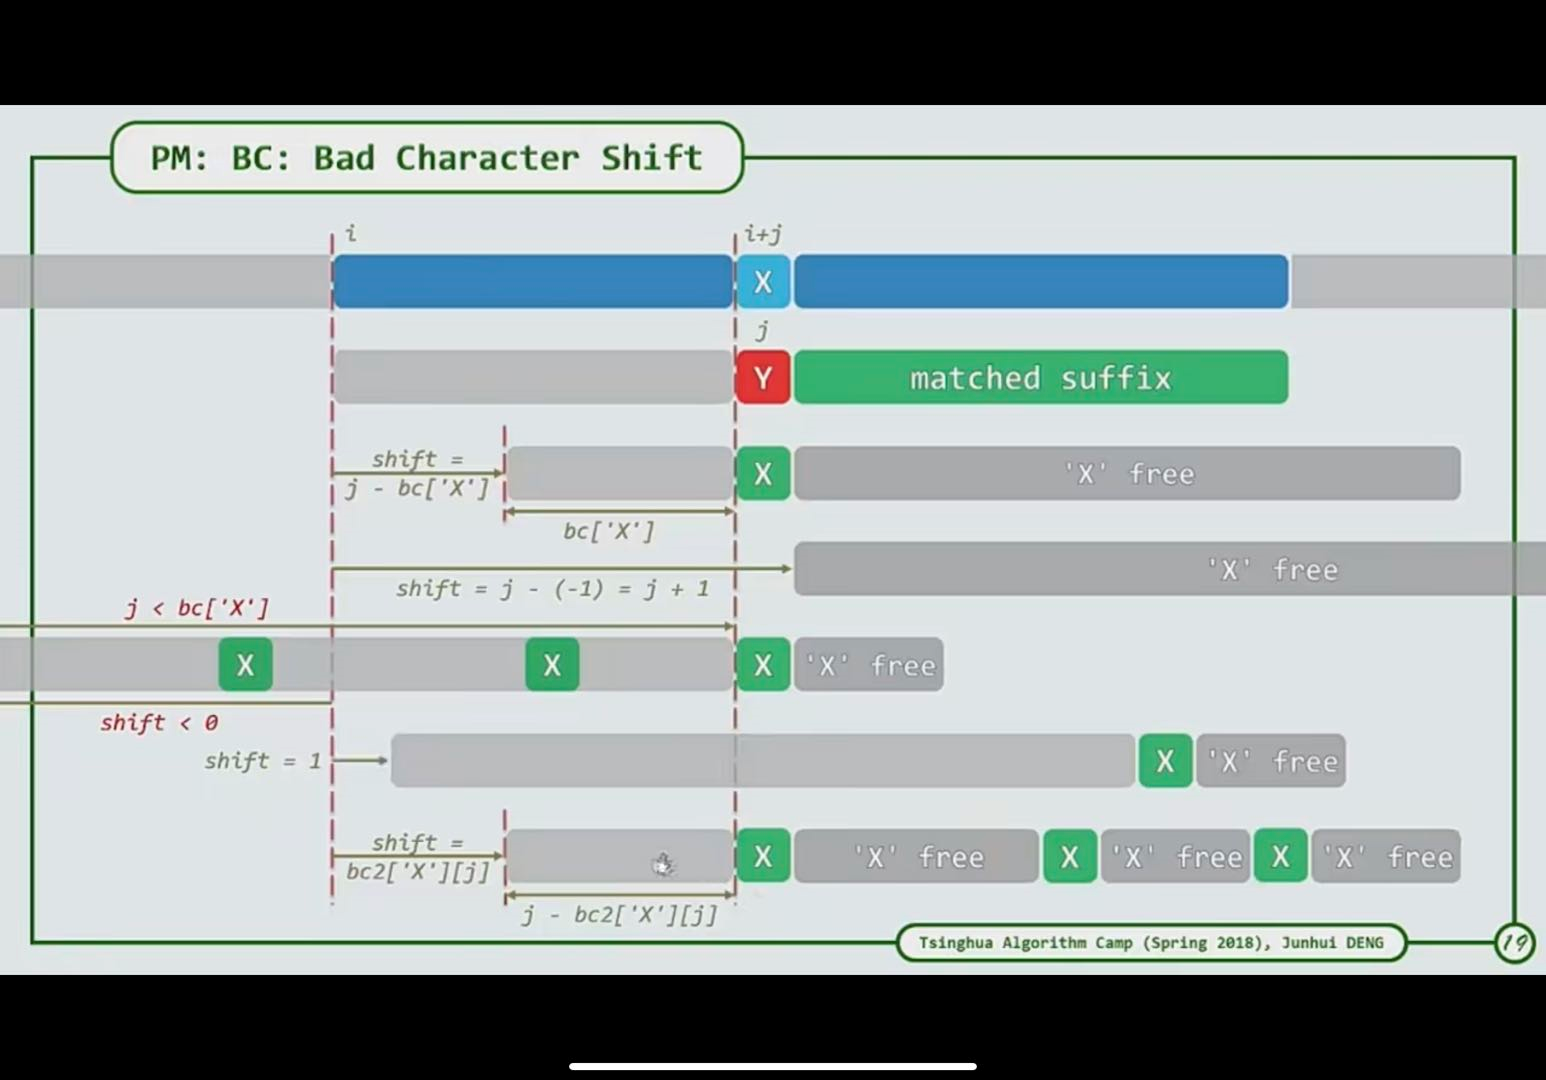 PM: BC: Bad Character Shift
i
i+j
X
j
Y
matched suffix
shift =
j - bc['X']
X
'X' free
bc['X']
'X' free
shift = j - (-1) = j + 1
j < bc['X']
X
X
X
'X' free
shift < 0
shift = 1
X
'X' free
shift =
bc2['X'][j]
X
'X' free
X
'X' free
X
'X' free
j - bc2['X'][j]
Tsinghua Algorithm Camp (Spring 2018), Junhui DENG
19